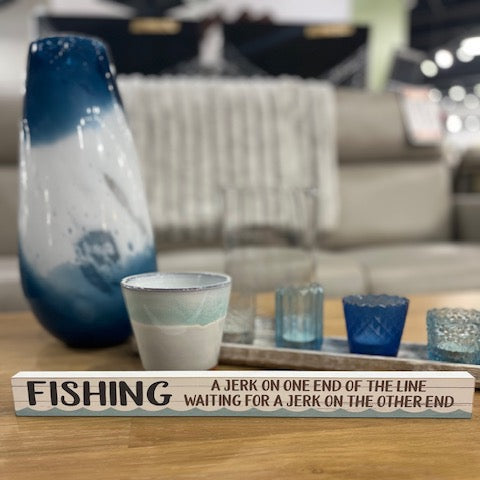 FISHING
A JERK ON ONE END OF THE LINE
WAITING FOR A JERK ON THE OTHER END